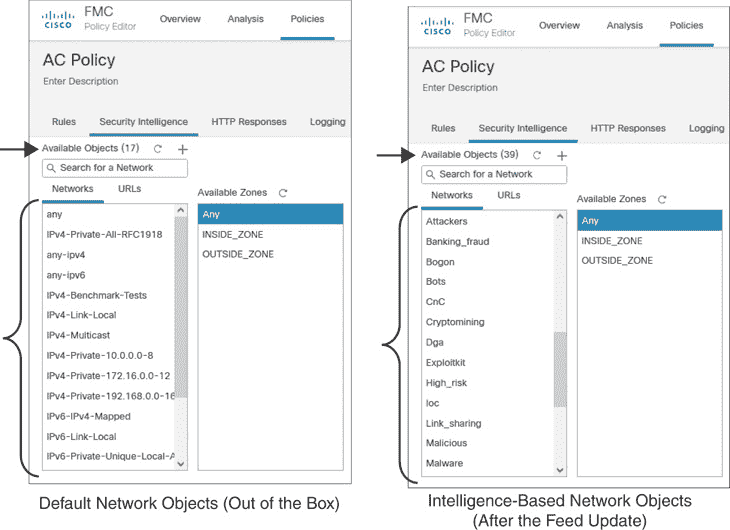 CISCO
FMC
Policy Editor
Overview
Analysis
Policies
AC Policy
Enter Description
Rules
Security Intelligence
HTTP Responses
Logging
Available Objects (17)
Search for a Network
Networks
URLs
any
IPv4-Private-All-RFC1918
any-ipv4
any-ipv6
IPv4-Benchmark-Tests
IPv4-Link-Local
IPv4-Multicast
IPv4-Private-10.0.0.0-8
IPv4-Private-172.16.0.0-12
IPv4-Private-192.168.0.0-16
IPv6-IPv4-Mapped
IPv6-Link-Local
IPv6-Private-Unique-Local-A
Available Zones
Any
INSIDE_ZONE
OUTSIDE_ZONE
Default Network Objects (Out of the Box)
CISCO
FMC
Policy Editor
Overview
Analysis
Policies
AC Policy
Enter Description
Rules
Security Intelligence
HTTP Responses
Logging
Available Objects (39)
Search for a Network
Networks
URLs
Attackers
Banking_fraud
Bogon
Bots
CnC
Cryptomining
Dga
Exploitkit
High_risk
Ioc
Link_sharing
Malicious
Malware
Available Zones
Any
INSIDE_ZONE
OUTSIDE_ZONE
Intelligence-Based Network Objects
(After the Feed Update)